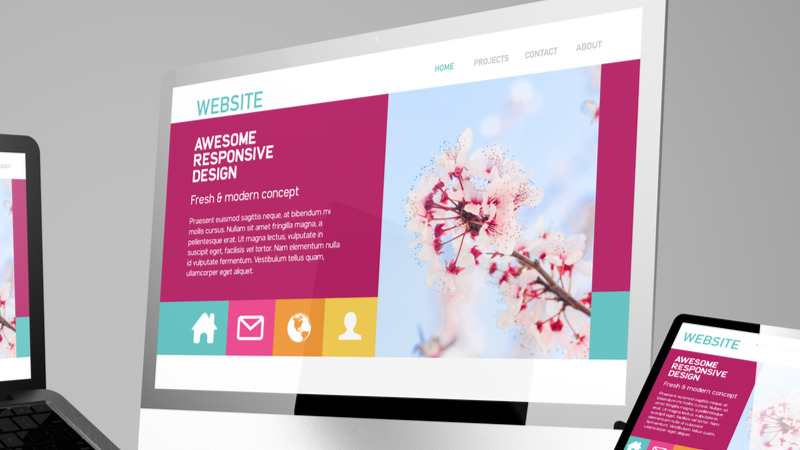 HOME PROJECTS CONTACT ABOUT
WEBSITE
AWESOME
RESPONSIVE
DESIGN
Fresh & modern concept
Praesent euismod sagittis neque, at bibendum mi
mollis cursus. Nullam sit amet fringilla magna, a
pellentesque erat. Ut magna lectus, vulputate in
suscipit eget, facilisis vel tortor. Nam elementum nulla
id vulputate fermentum. Vestibulum tellus quam,
ullamcorper eget aliquet.
WEBSITE
AWESOME
RESPONSIVE
DESIGN
Fresh & modern concept